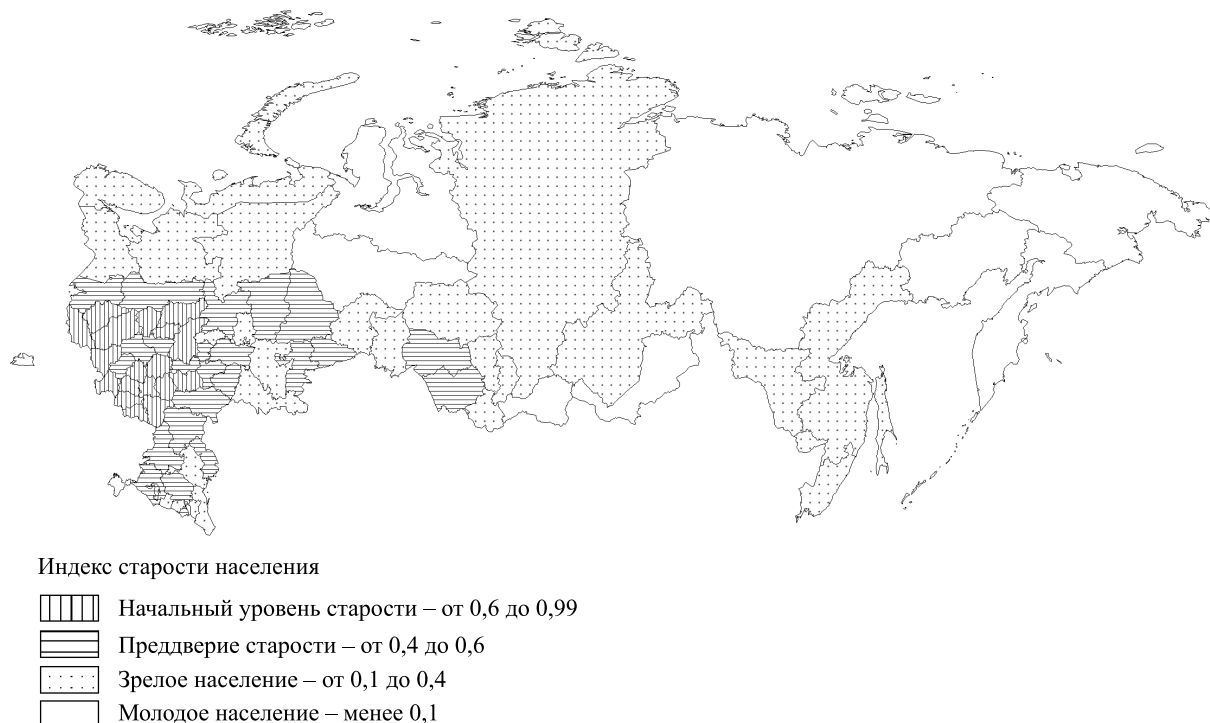 Индекс старости населения
Начальный уровень старости – от 0,6 до 0,99
Преддверие старости – от 0,4 до 0,6
Зрелое население – от 0,1 до 0,4
Молодое население – менее 0,1